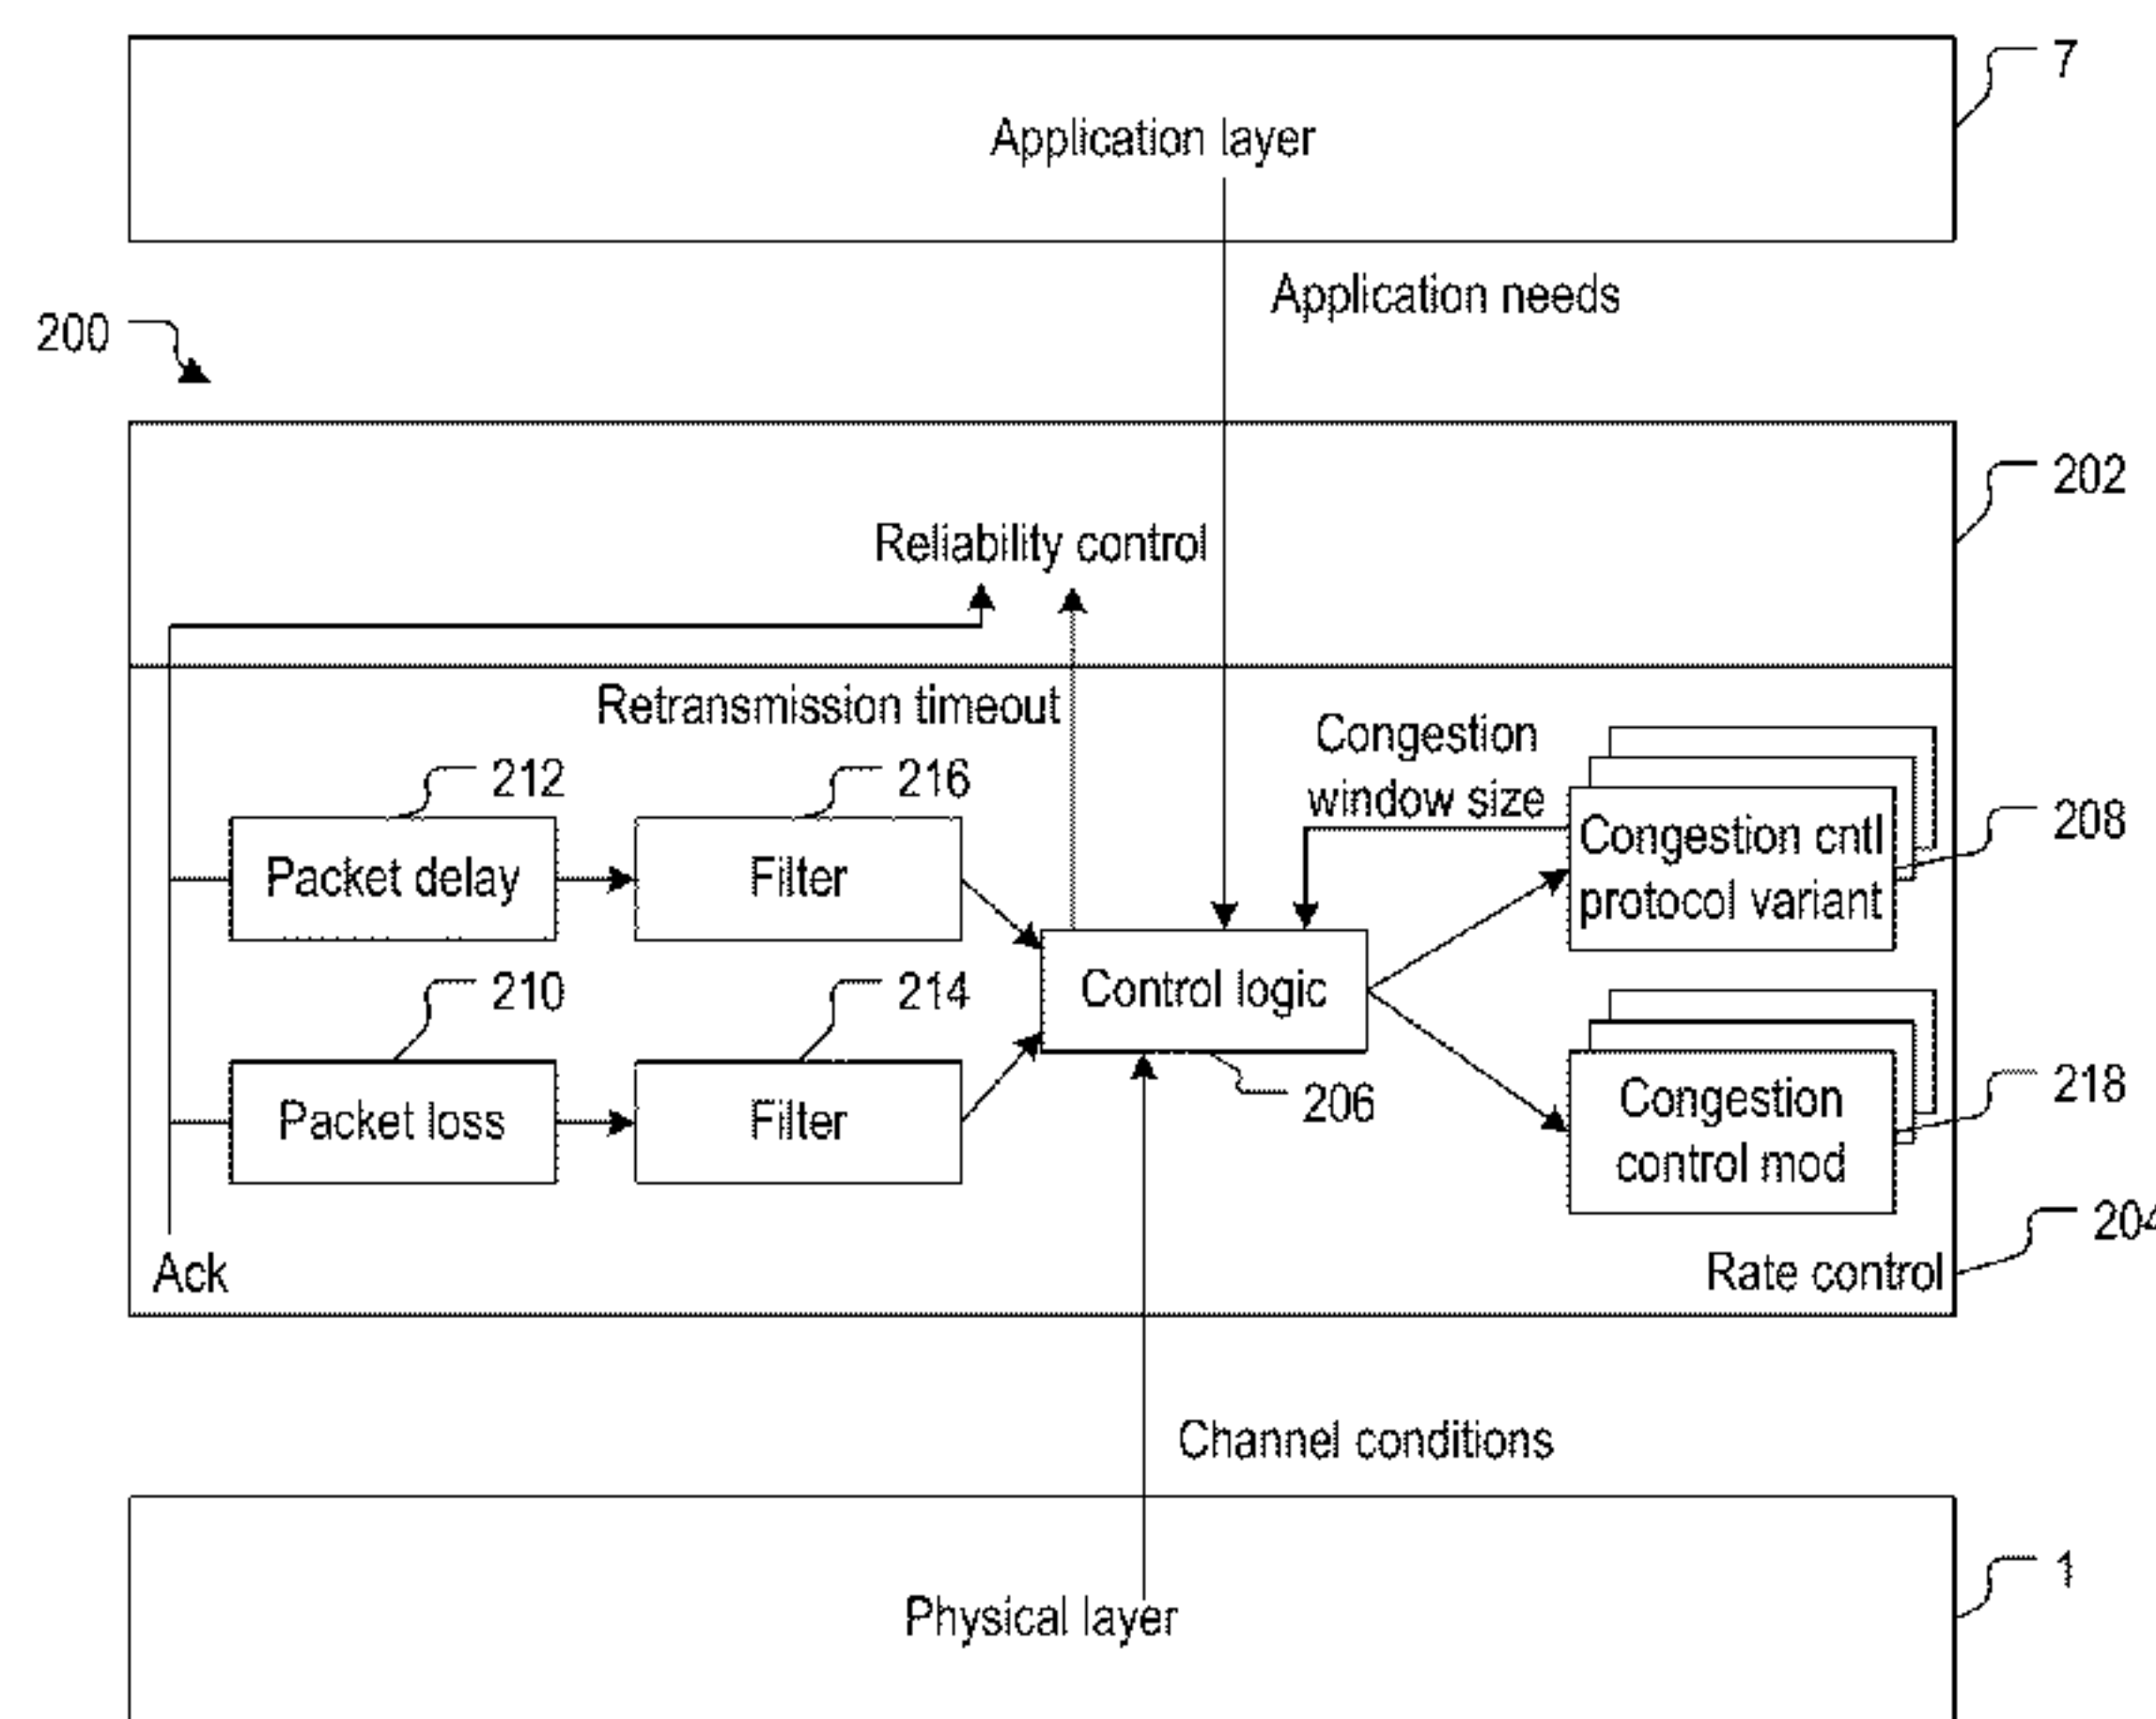 7
Application layer
Application needs
200
202
Reliability control
Retransmission timeout
Congestion
window size
212
216
208
Packet delay
Filter
Congestion cntl
protocol variant
210
214
Control logic
206
218
Packet loss
Filter
Congestion
control mod
204
Ack
Rate control
Channel conditions
1
Physical layer